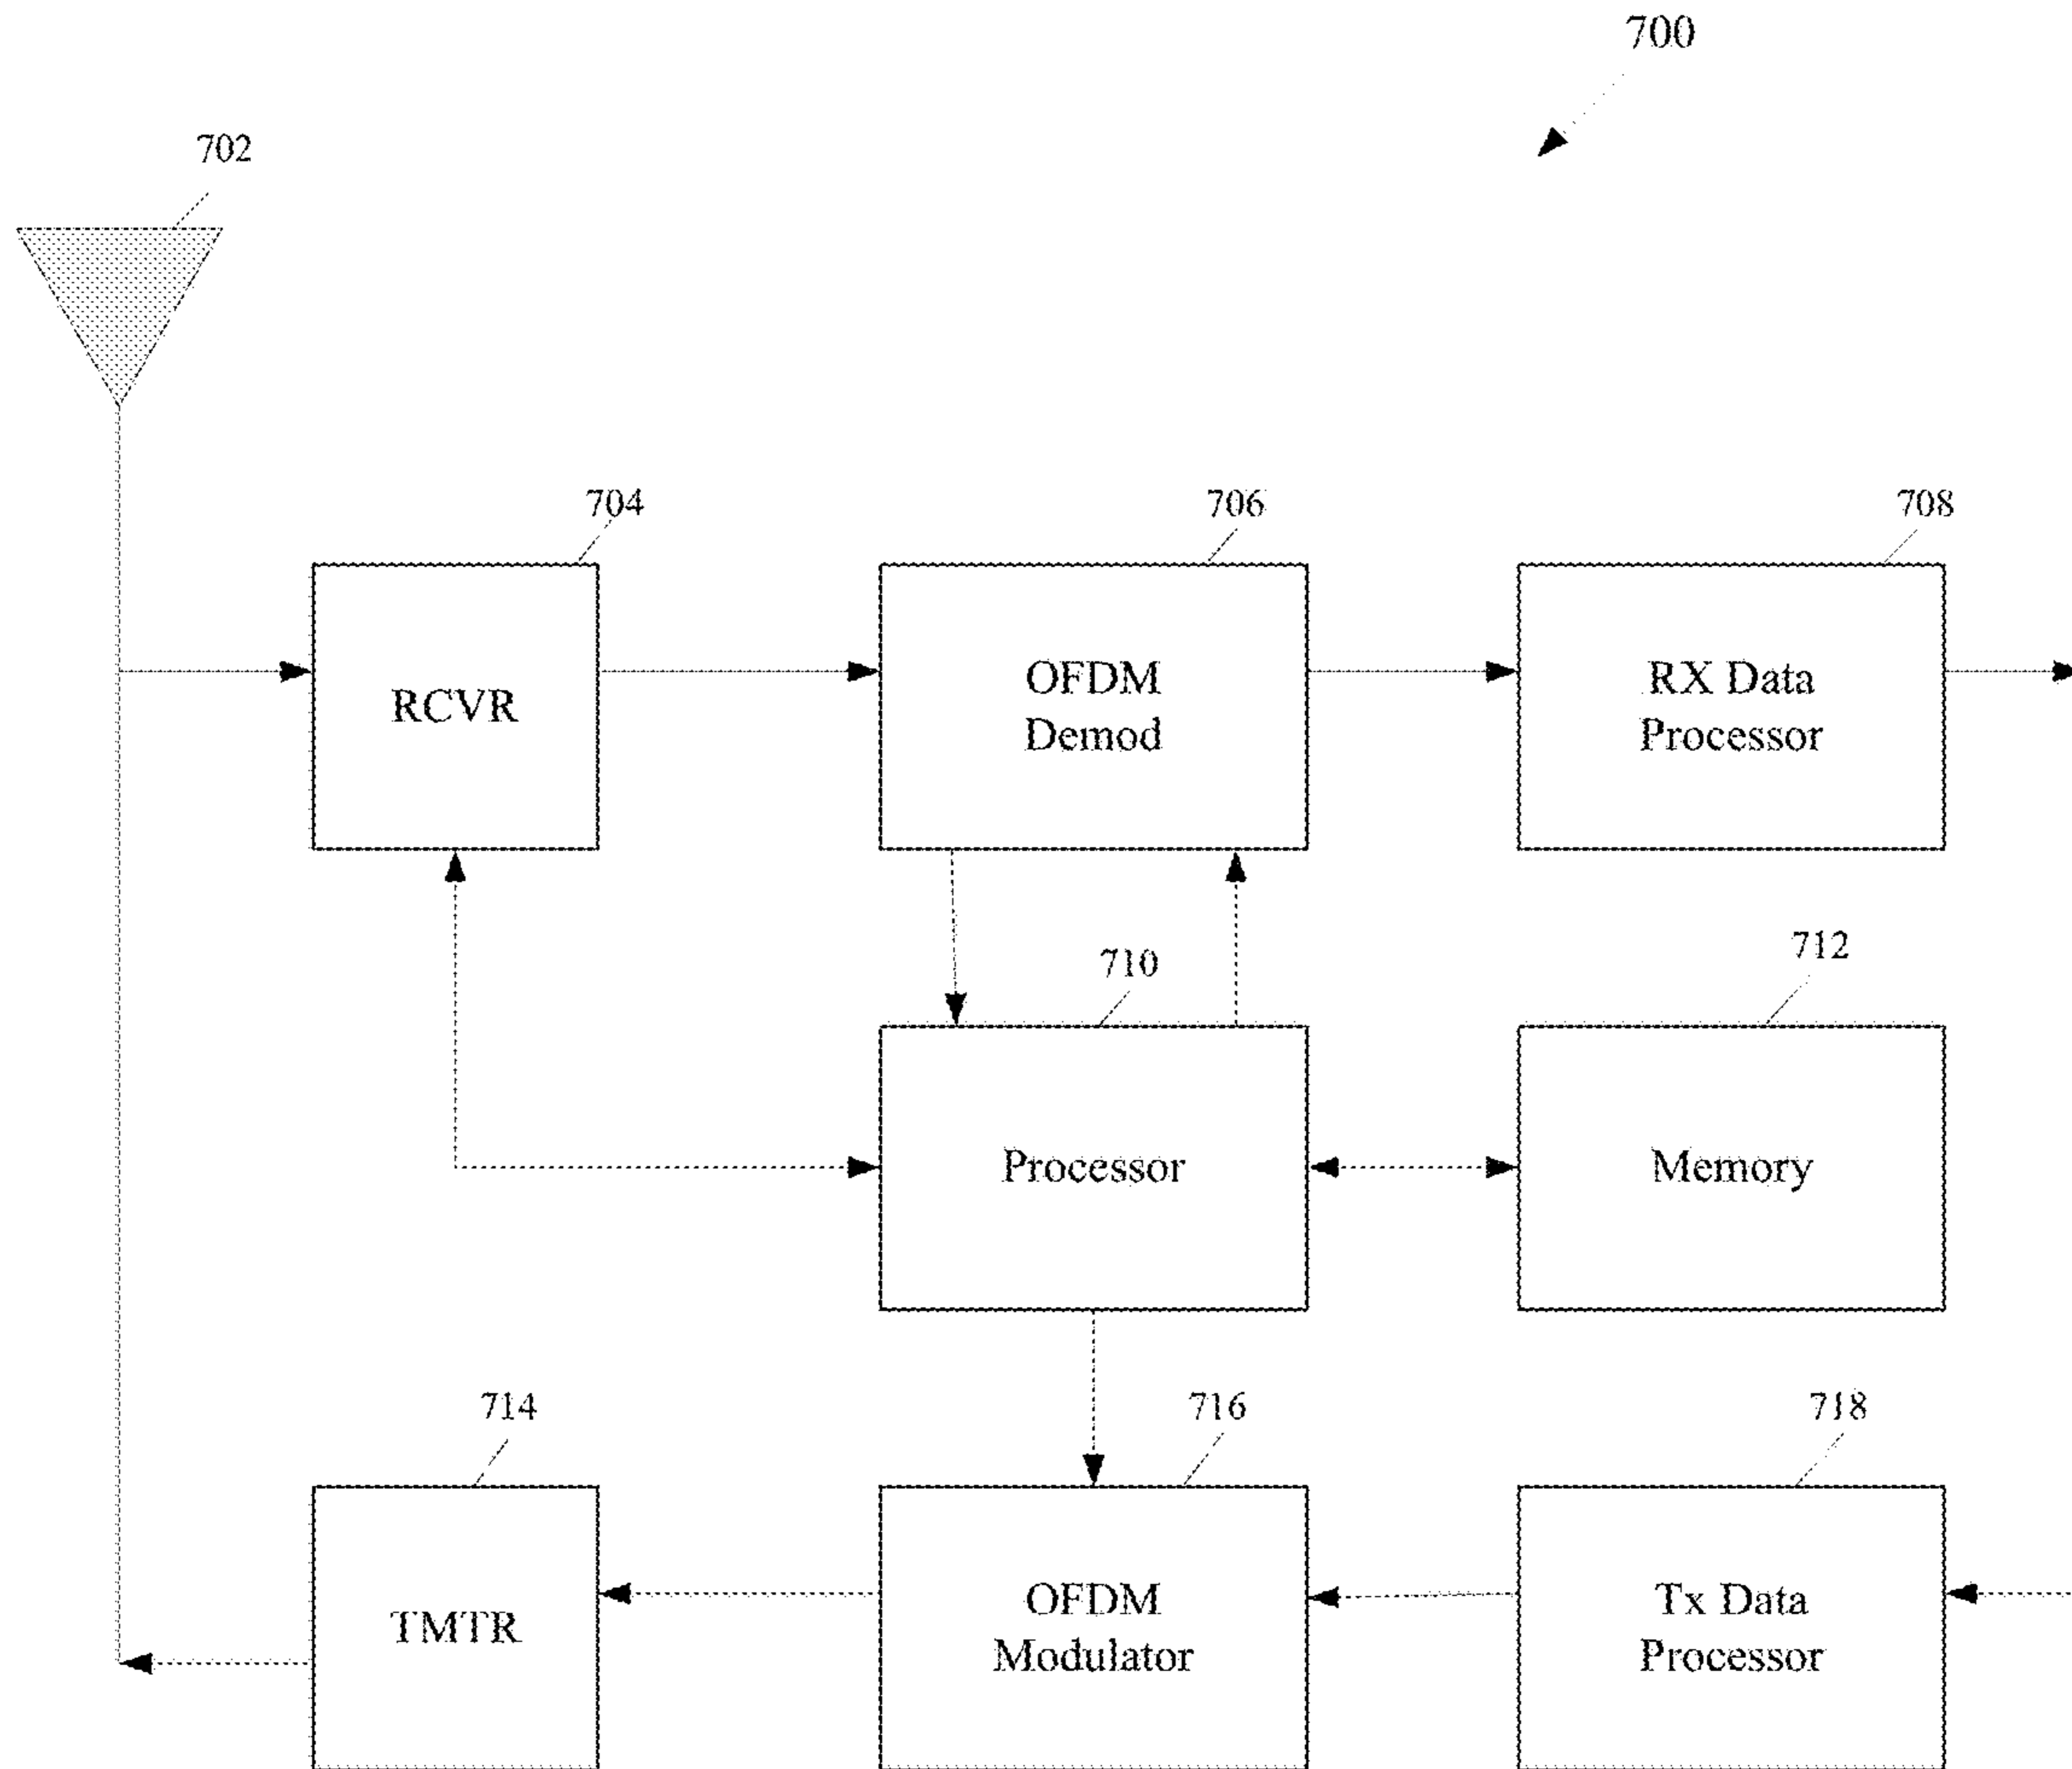 700
702
704
706
708
RCVR
OFDM
Demod
RX Data
Processor
710
712
Processor
Memory
714
716
718
TMTR
OFDM
Modulator
Tx Data
Processor